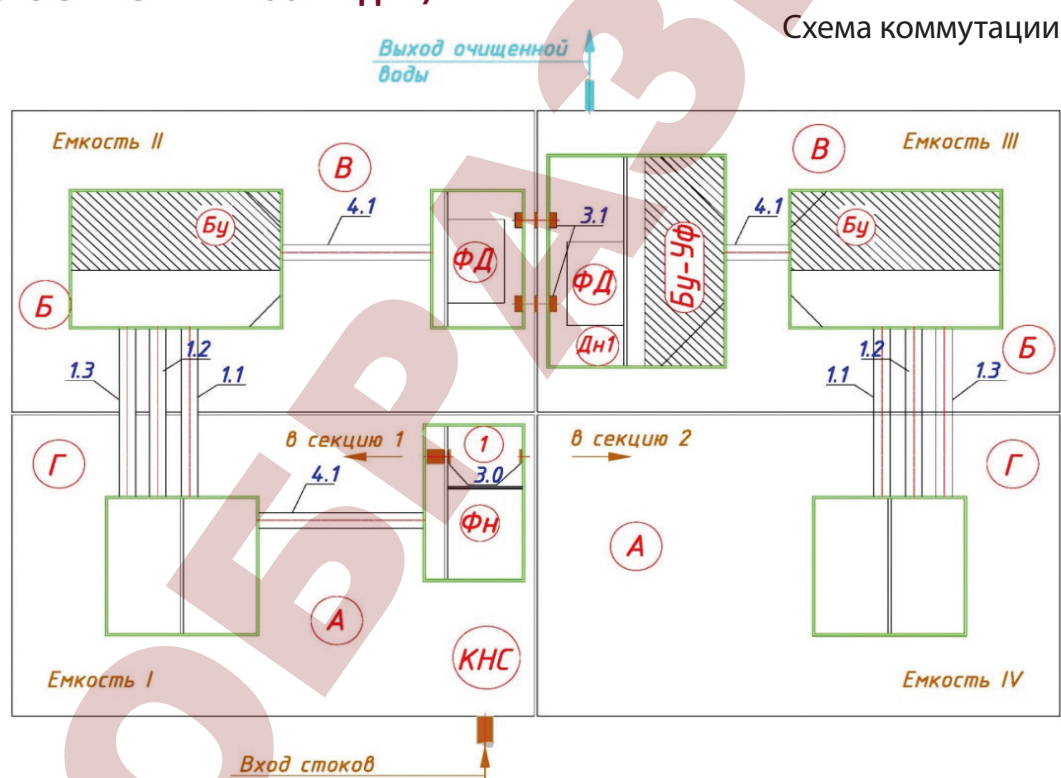 Схема коммутации
Выход очищенной
воды
Емкость II
В
В
Емкость III
4.1
3.1
4.1
Бу
ФД
ФД
Бу-Уф
Бу
Б
Дн1
Б
1.3
1.2
1.1
1.2
1.1
1.3
Г
в секцию 1
1
в секцию 2
Г
4.1
3.0
Фн
А
А
КНС
Емкость I
Емкость IV
Вход стоков
ОБРАЗ